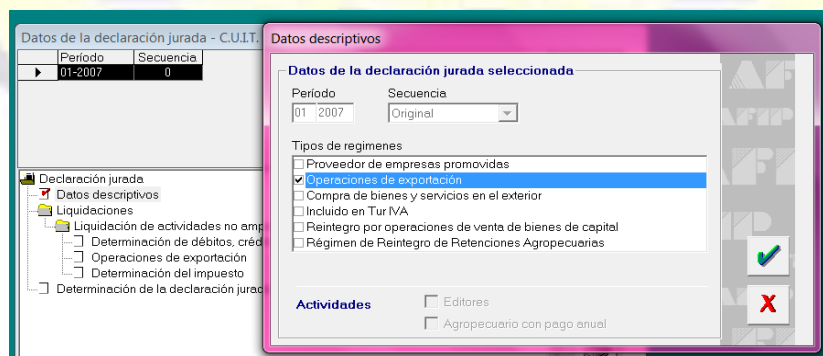 Datos de la declaración jurada - C.U.I.T.
Período Secuencia
01-2007 0
Declaración jurada
Datos descriptivos
Liquidaciones
Liquidación de actividades no amp
Determinación de débitos, créd
Operaciones de exportación
Determinación del impuesto
Determinación de la declaración jurad
Datos descriptivos
Datos de la declaración jurada seleccionada
Período Secuencia
01 2007 Original
Tipos de regimenes
Proveedor de empresas promovidas
Operaciones de exportación
Compra de bienes y servicios en el exterior
Incluido en Tur IVA
Reintegro por operaciones de venta de bienes de capital
Régimen de Reintegro de Retenciones Agropecuarias
Actividades
Editores
Agropecuario con pago anual
AFIP